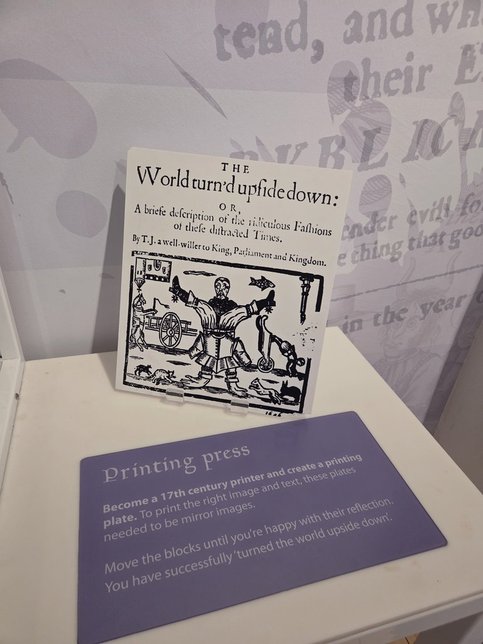 tend, and
their
PVBLICK
ender evill fo
e thing that goo
in the year
THE
World turn'd upſide down:
OR,
A briefe deſcription of the ridiculous Faſhions
of theſe diſtracted Times.
By T.J. a well-willer to King, Parliament and Kingdom.
1646
Printing press
Become a 17th century printer and create a printing
plate. To print the right image and text, these plates
needed to be mirror images.
Move the blocks until you're happy with their reflection.
You have successfully 'turned the world upside down'.